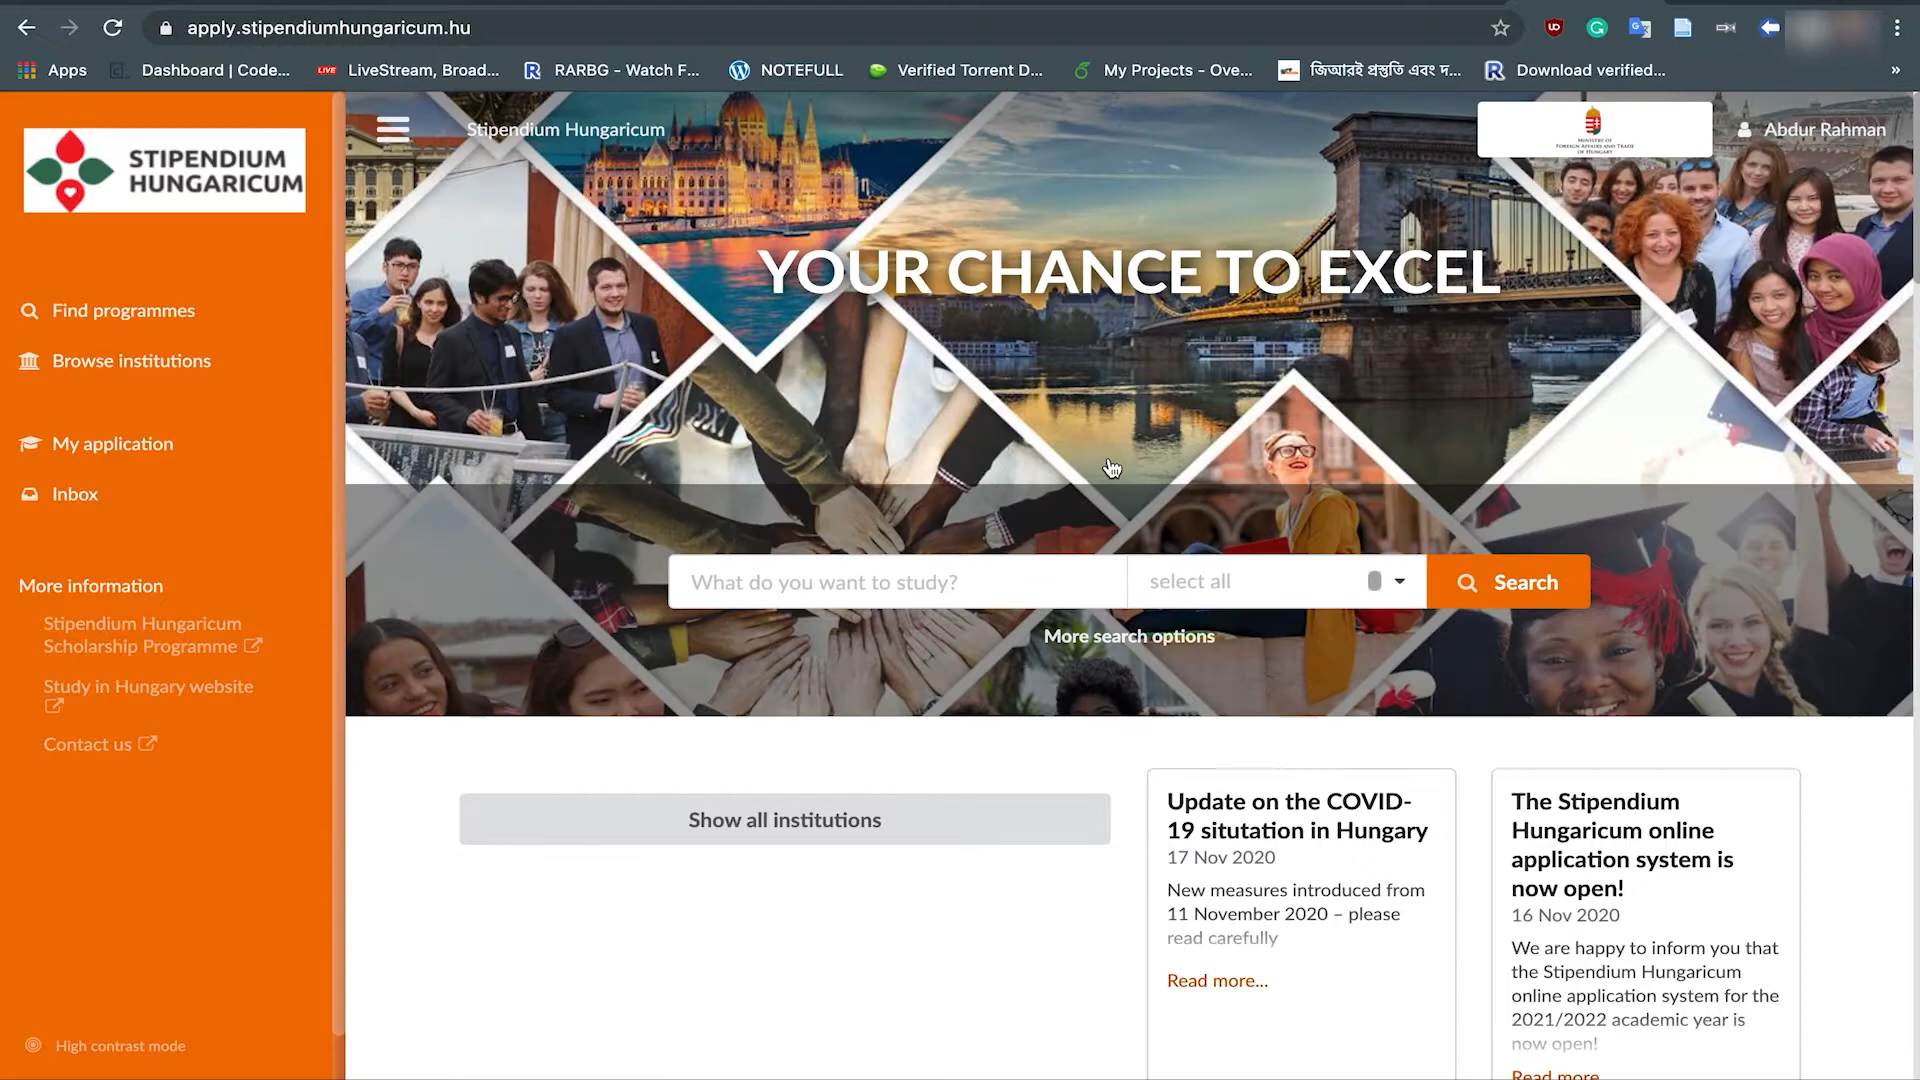 apply.stipendiumhungaricum.hu
Apps
Dashboard | Code...
LIVE
LiveStream, Broad...
RARBG - Watch F...
NOTEFULL
Verified Torrent D...
My Projects - Ove...
জিআরই প্রস্তুতি এবং দ...
Download verified...
»
STIPENDIUM
HUNGARICUM
Find programmes
Browse institutions
My application
Inbox
More information
Stipendium Hungaricum
Scholarship Programme
Study in Hungary website
Contact us
High contrast mode
Stipendium Hungaricum
MINISTRY OF
FOREIGN AFFAIRS AND TRADE
OF HUNGARY
Abdur Rahman
YOUR CHANCE TO EXCEL
What do you want to study?
select all
Search
More search options
Show all institutions
Update on the COVID-
19 situtation in Hungary
17 Nov 2020
New measures introduced from
11 November 2020 – please
read carefully
Read more...
The Stipendium
Hungaricum online
application system is
now open!
16 Nov 2020
We are happy to inform you that
the Stipendium Hungaricum
online application system for the
2021/2022 academic year is
now open!
Read more...